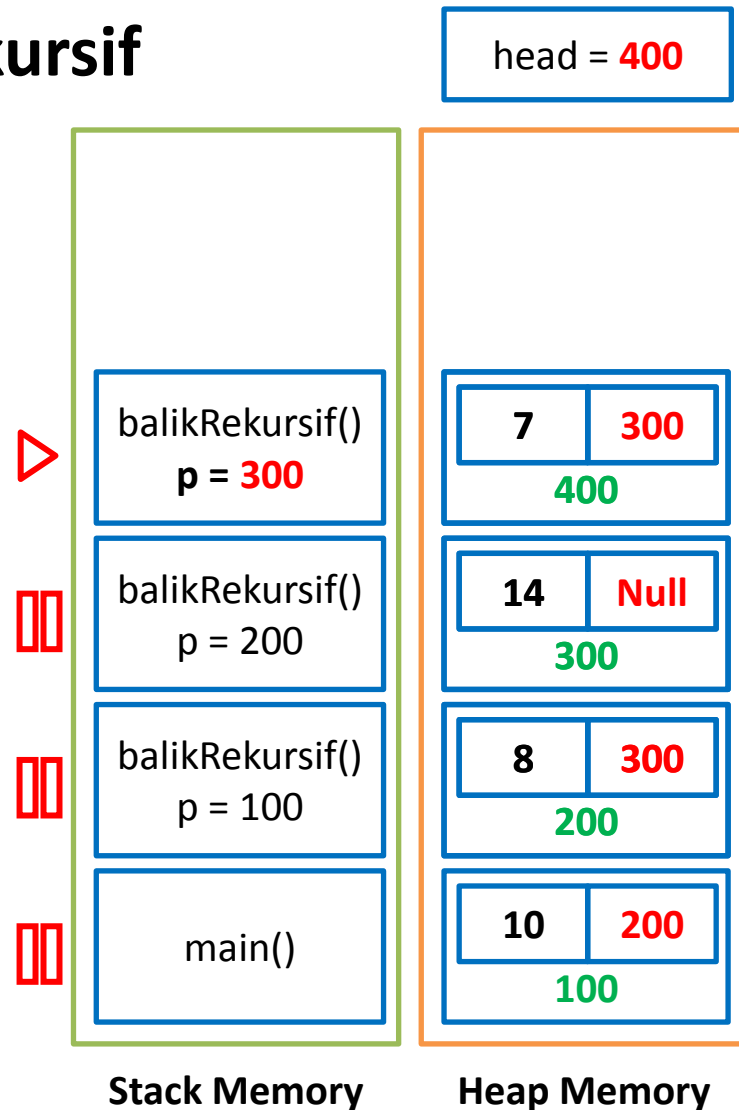 kursif
head = 400
balikRekursif()
p = 300
7 300
400
balikRekursif()
p = 200
14 Null
300
balikRekursif()
p = 100
8 300
200
main()
10 200
100
Stack Memory
Heap Memory